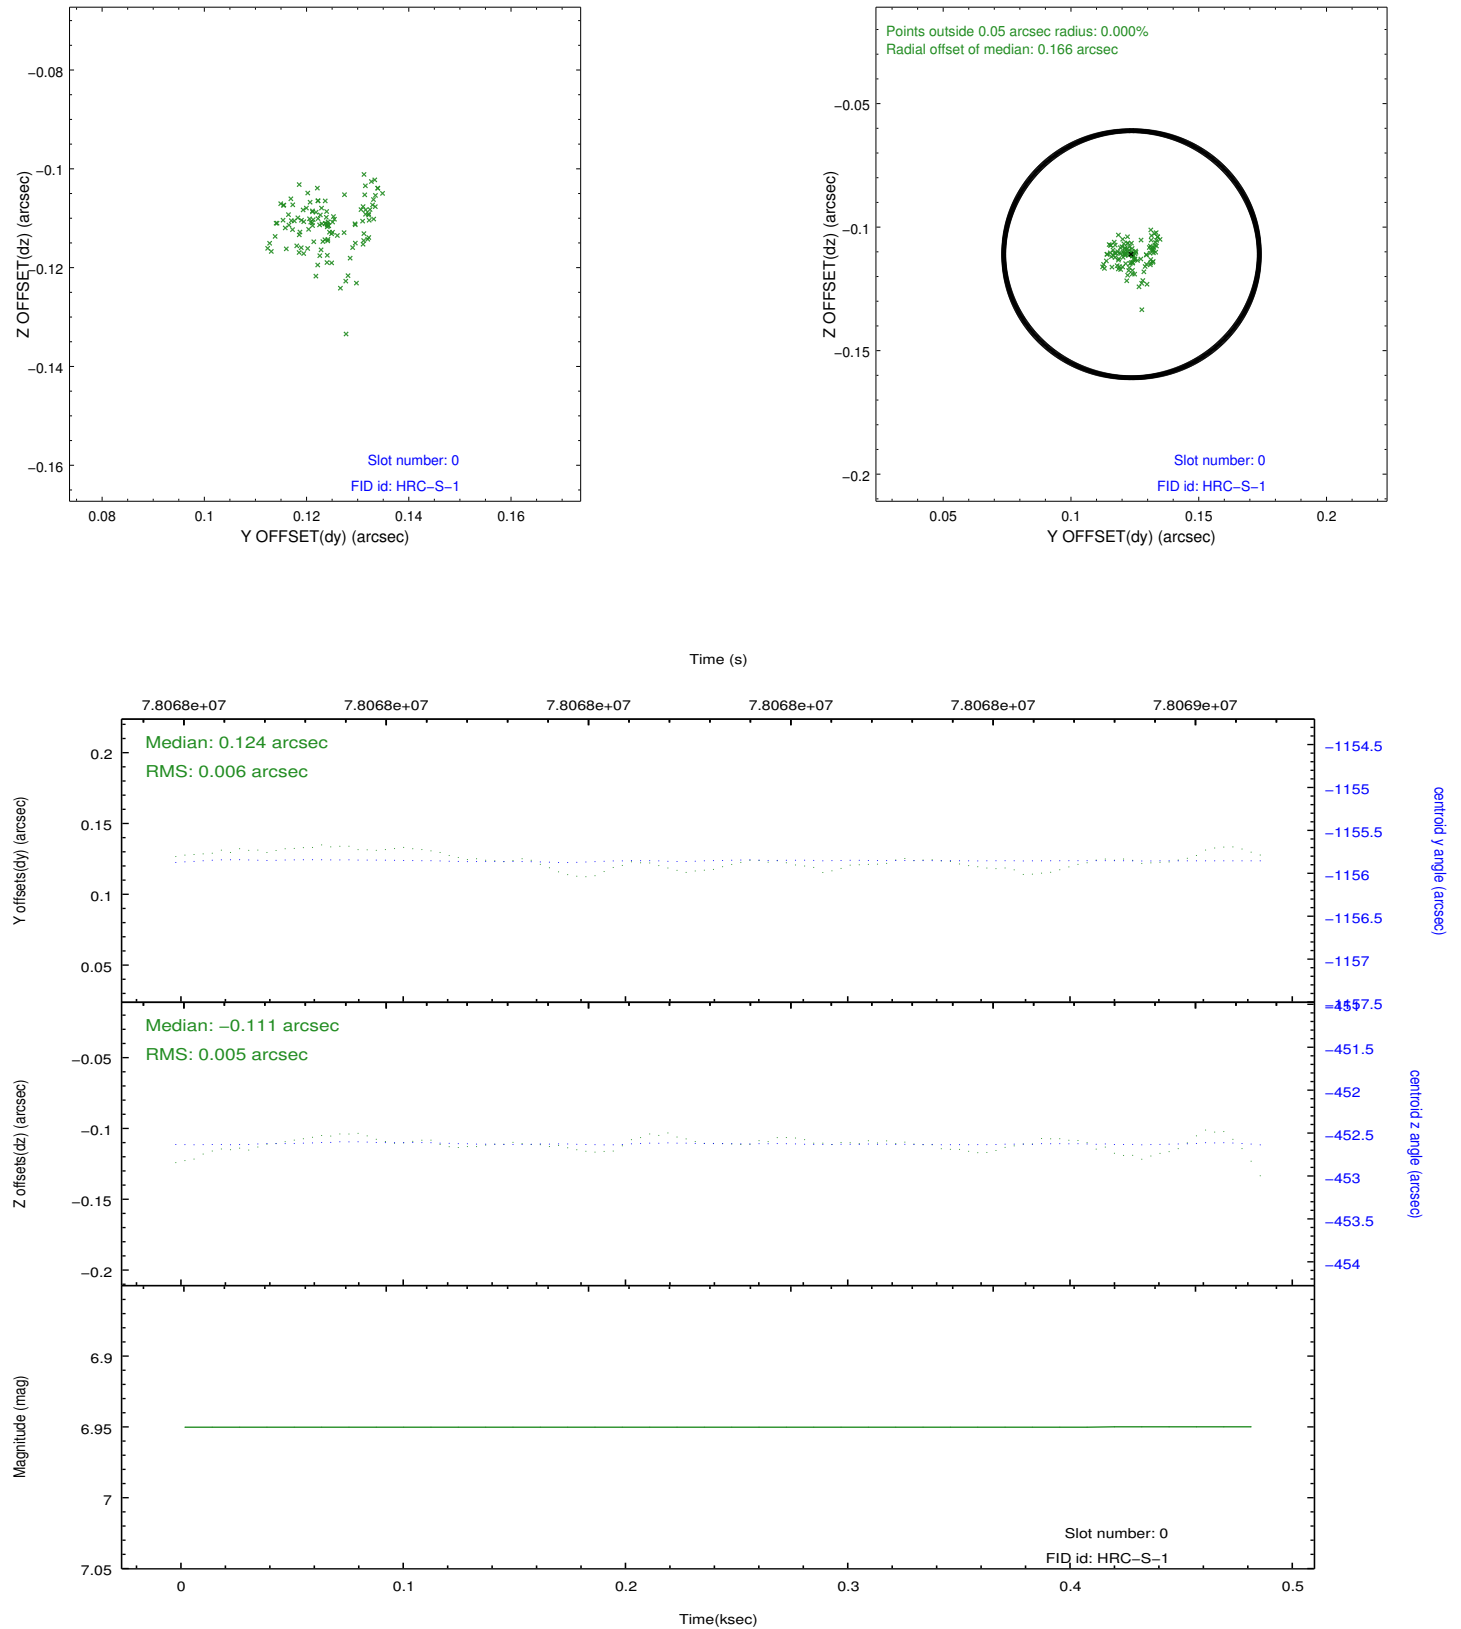 −0.08
−0.1
−0.12
−0.14
−0.16
Z OFFSET(dz) (arcsec)
Slot number: 0
FID id: HRC−S−1
0.08
0.1
0.12
0.14
0.16
Y OFFSET(dy) (arcsec)
Points outside 0.05 arcsec radius: 0.000%
Radial offset of median: 0.166 arcsec
−0.05
−0.1
−0.15
−0.2
Z OFFSET(dz) (arcsec)
Slot number: 0
FID id: HRC−S−1
0.05
0.1
0.15
0.2
Y OFFSET(dy) (arcsec)
Time (s)
7.8068e+07
7.8068e+07
7.8068e+07
7.8068e+07
7.8068e+07
7.8069e+07
Median: 0.124 arcsec
RMS: 0.006 arcsec
0.2
0.15
0.1
0.05
Y offsets(dy) (arcsec)
−1154.5
−1155
−1155.5
−1156
−1156.5
−1157
−1157.5
centroid y angle (arcsec)
Median: −0.111 arcsec
RMS: 0.005 arcsec
−0.05
−0.1
−0.15
−0.2
Z offsets(dz) (arcsec)
−451
−451.5
−452
−452.5
−453
−453.5
−454
centroid z angle (arcsec)
6.9
6.95
7
7.05
Magnitude (mag)
Slot number: 0
FID id: HRC−S−1
0
0.1
0.2
0.3
0.4
0.5
Time(ksec)